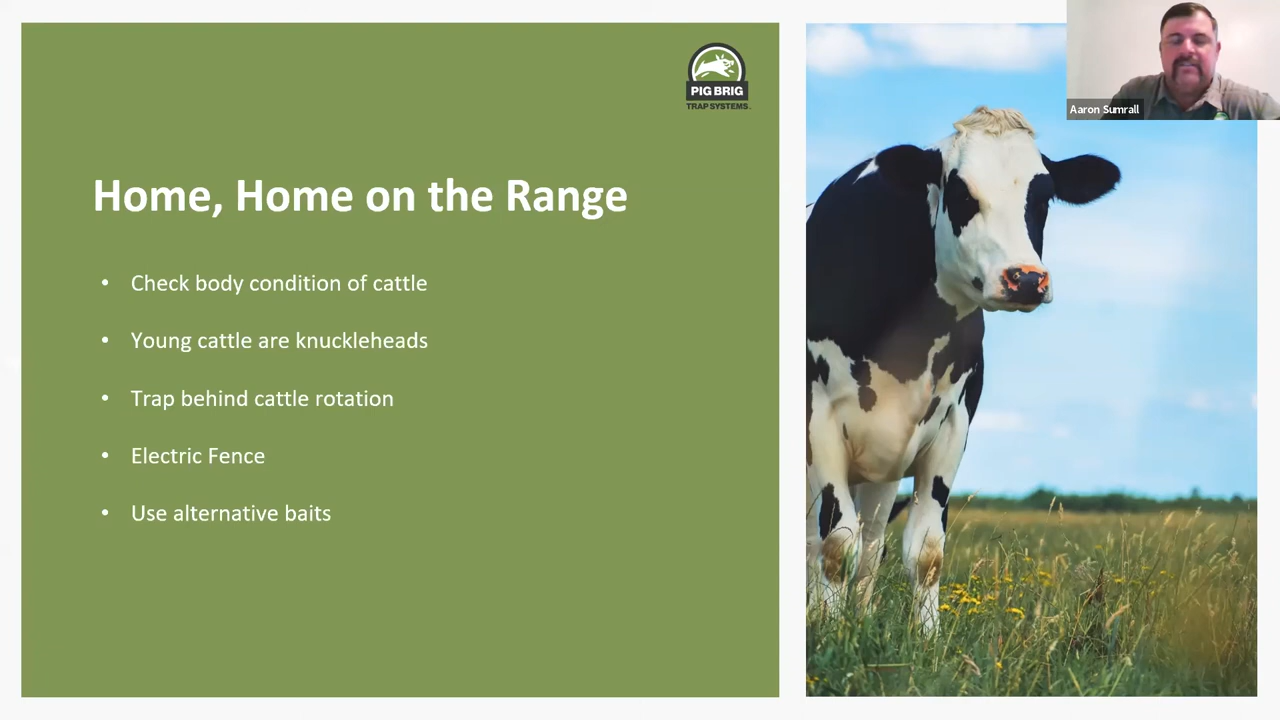 PIG BRIG
TRAP SYSTEMS
Aaron Sumrall
Home, Home on the Range
• Check body condition of cattle
• Young cattle are knuckleheads
• Trap behind cattle rotation
• Electric Fence
• Use alternative baits